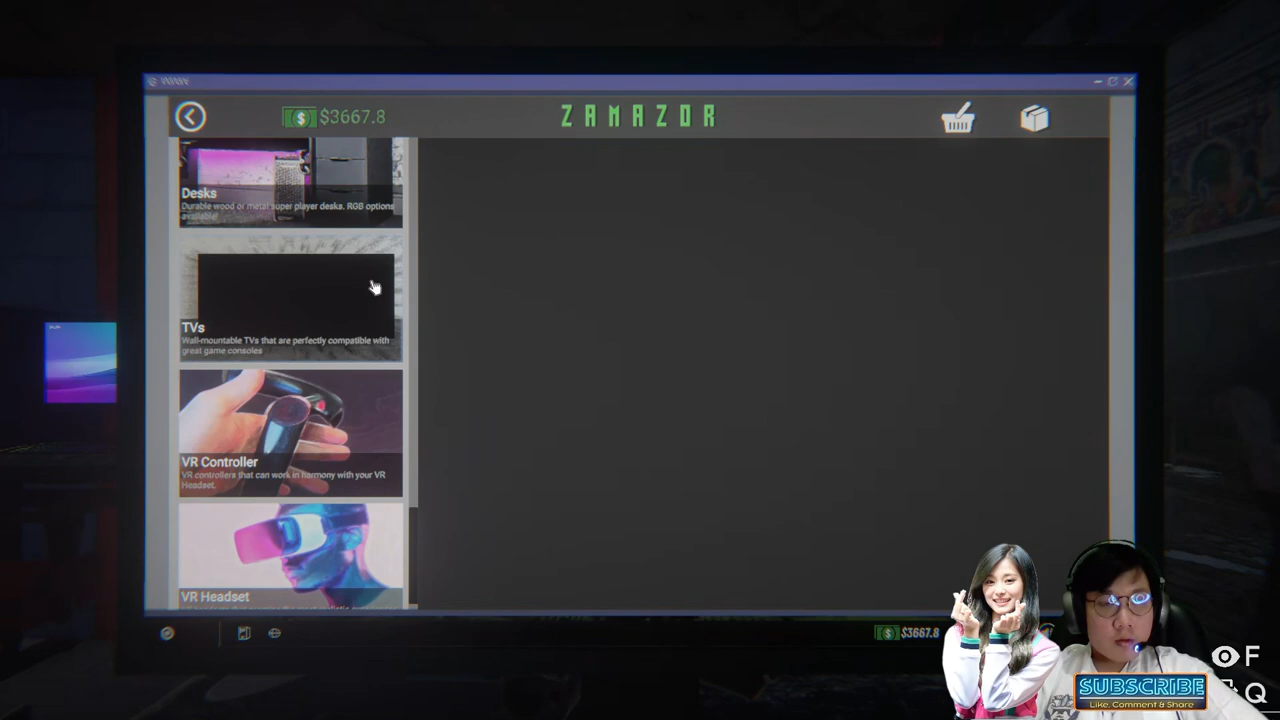 $3667.8
ZAMAZOR
Desks
Durable wood or metal super player desks. RGB options
available!
TVs
Wall-mountable TVs that are perfectly compatible with
great game consoles
VR Controller
VR controllers that can work in harmony with your VR
Headset.
VR Headset
$3667.8
F
Q
SUBSCRIBE
Like, Comment & Share